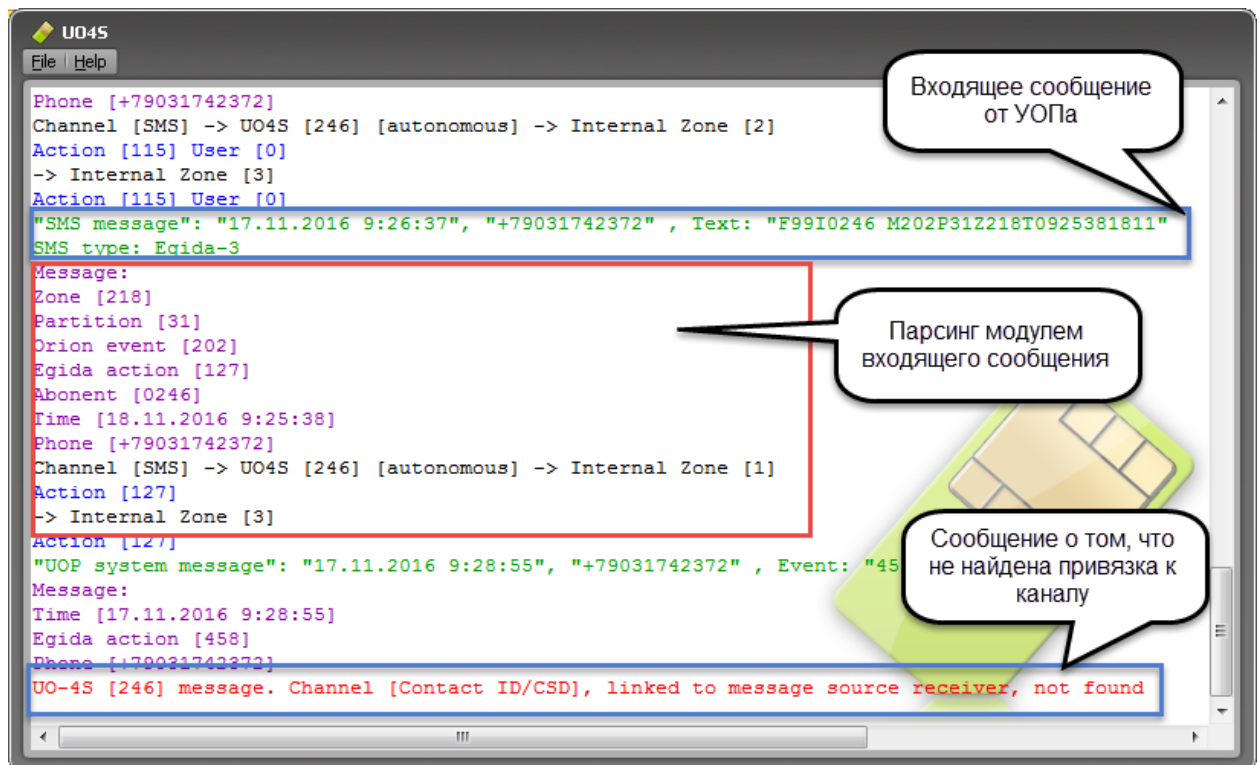 UO4S
File Help
Phone [+79031742372]
Channel [SMS] -> UO4S [246] [autonomous] -> Internal Zone [2]
Action [115] User [0]
-> Internal Zone [3]
Action [115] User [0]
"SMS message": "17.11.2016 9:26:37", "+79031742372" , Text: "F99I0246 M202P31Z218T0925381811"
SMS type: Egida-3
Message:
Zone [218]
Partition [31]
Orion event [202]
Egida action [127]
Abonent [0246]
Time [18.11.2016 9:25:38]
Phone [+79031742372]
Channel [SMS] -> UO4S [246] [autonomous] -> Internal Zone [1]
Action [127]
-> Internal Zone [3]
Action [127]
"UOP system message": "17.11.2016 9:28:55", "+79031742372" , Event: "45
Message:
Time [17.11.2016 9:28:55]
Egida action [458]
Phone [+79031742372]
UO-4S [246] message. Channel [Contact ID/CSD], linked to message source receiver, not found
Входящее сообщение
от УОПа
Парсинг модулем
входящего сообщения
Сообщение о том, что
не найдена привязка к
каналу